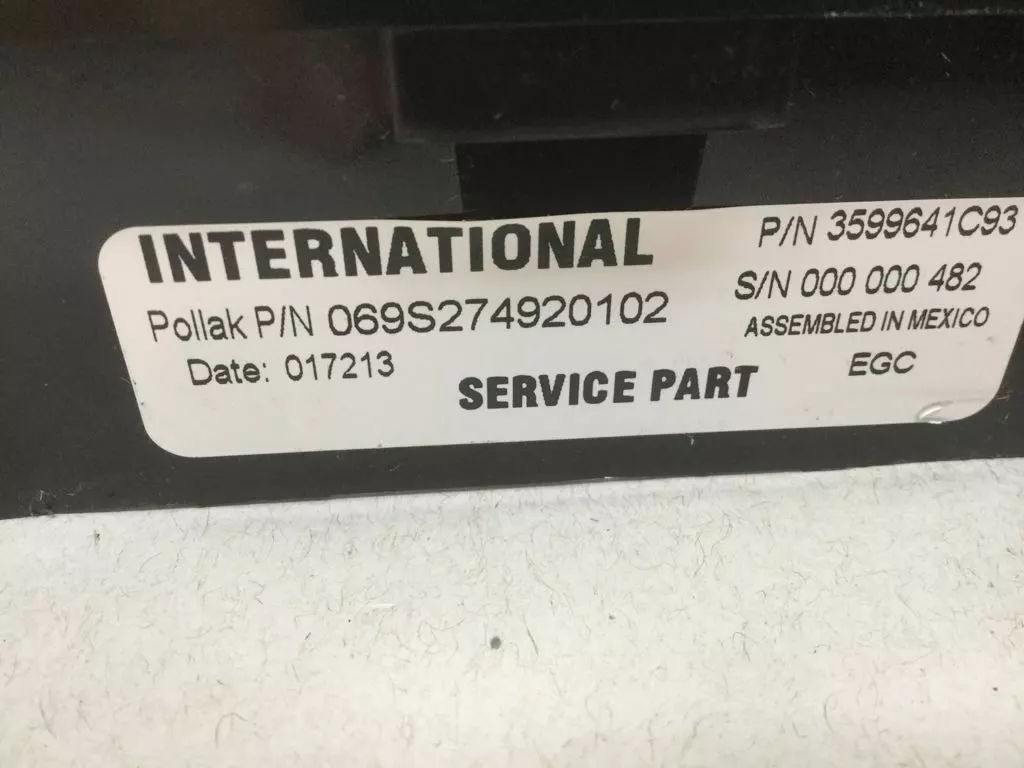 INTERNATIONAL
P/N 3599641C93
Pollak P/N 069S274920102
S/N 000 000 482
ASSEMBLED IN MEXICO
Date: 017213
EGC
SERVICE PART